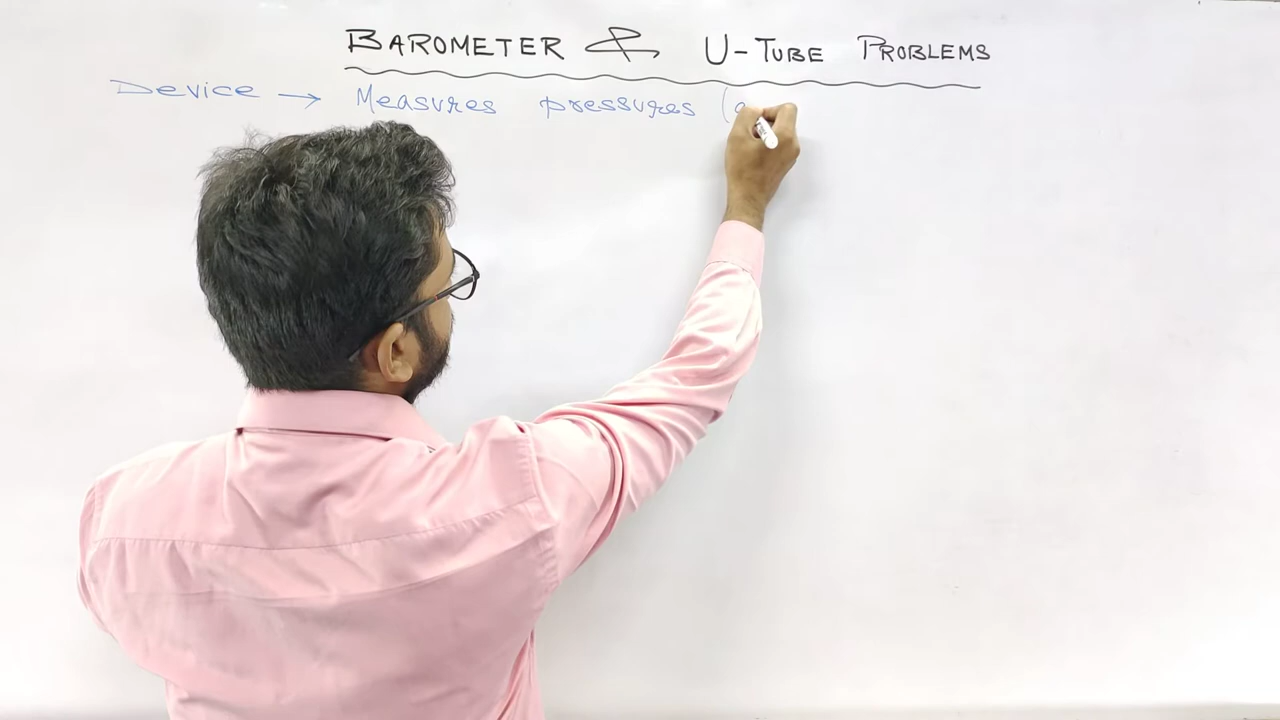 BAROMETER & U-TUBE PROBLEMS
Device → Measures pressures (a